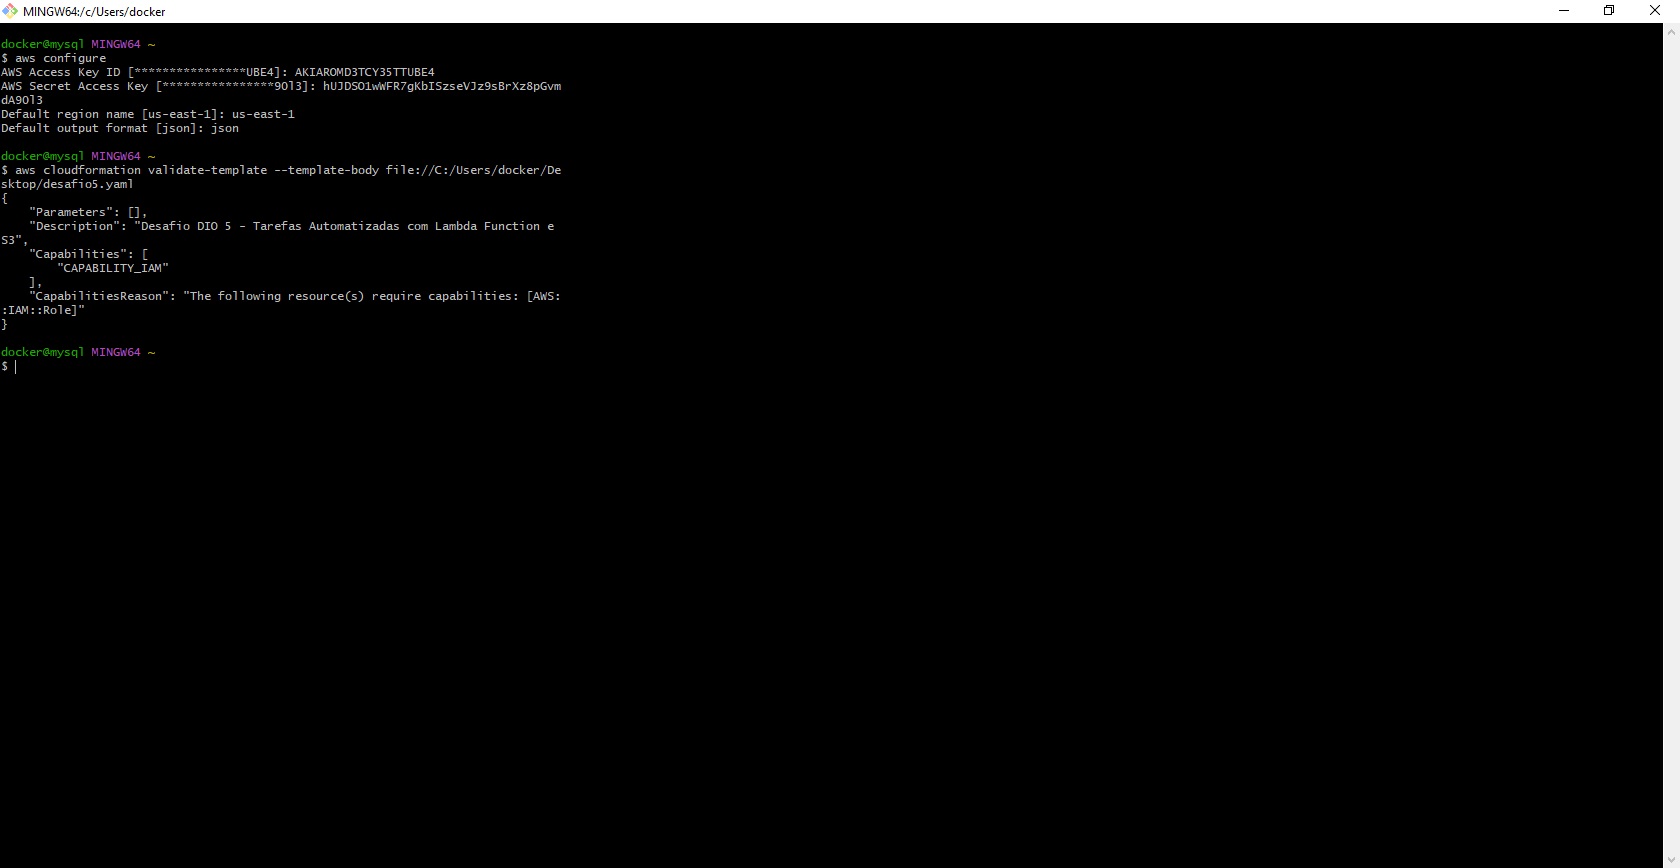 MINGW64:/c/Users/docker
docker@mysql MINGW64 ~
$ aws configure
AWS Access Key ID [****************UBE4]: AKIAROMD3TCY35TTUBE4
AWS Secret Access Key [****************9Ol3]:
Default region name [us-east-1]: us-east-1
Default output format [json]: json
docker@mysql MINGW64 ~
$ aws cloudformation validate-template --template-body file://C:/Users/docker/De
sktop/desafio5.yaml
{
    "Parameters": [],
    "Description": "Desafio DIO 5 - Tarefas Automatizadas com Lambda Function e
S3",
    "Capabilities": [
        "CAPABILITY_IAM"
    ],
    "CapabilitiesReason": "The following resource(s) require capabilities: [AWS:
:IAM::Role]"
}
docker@mysql MINGW64 ~
$